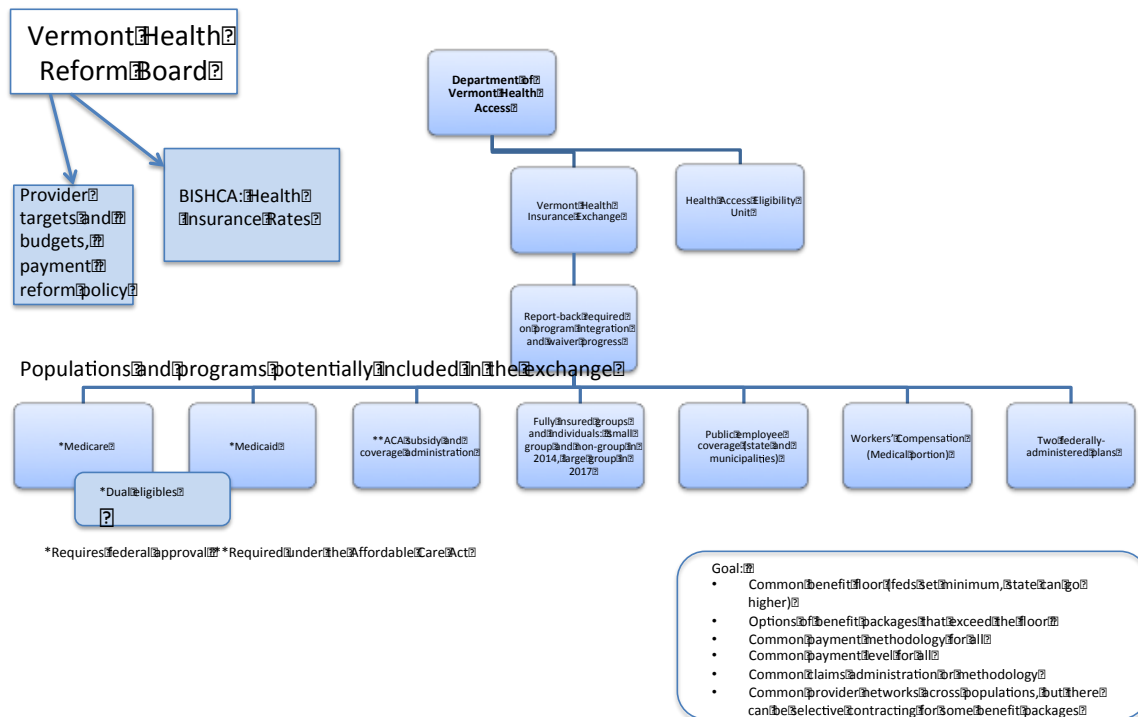 Vermont Health
Reform Board
Department of
Vermont Health
Access
Provider
targets and
budgets,
payment
reform policy
BISHCA: Health
Insurance Rates
Vermont Health
Insurance Exchange
Health Access Eligibility
Unit
Report-back required
on program integration
and waiver progress
Populations and programs potentially included in the exchange
*Medicare
*Medicaid
**ACA subsidy and
coverage administration
Fully Insured groups
and individuals: small
group and non-group in
2014, large group in
2017
Public employee
coverage (state and
municipalities)
Workers' Compensation
(Medical portion)
Two federally-
administered plans
*Dual eligibles
*Requires federal approval **Required under the Affordable Care Act
Goal:
• Common benefit floor (feds set minimum, state can go
higher)
• Options of benefit packages that exceed the floor
• Common payment methodology for all
• Common payment level for all
• Common claims administration or methodology
• Common provider networks across populations, but there
can be selective contracting for some benefit packages